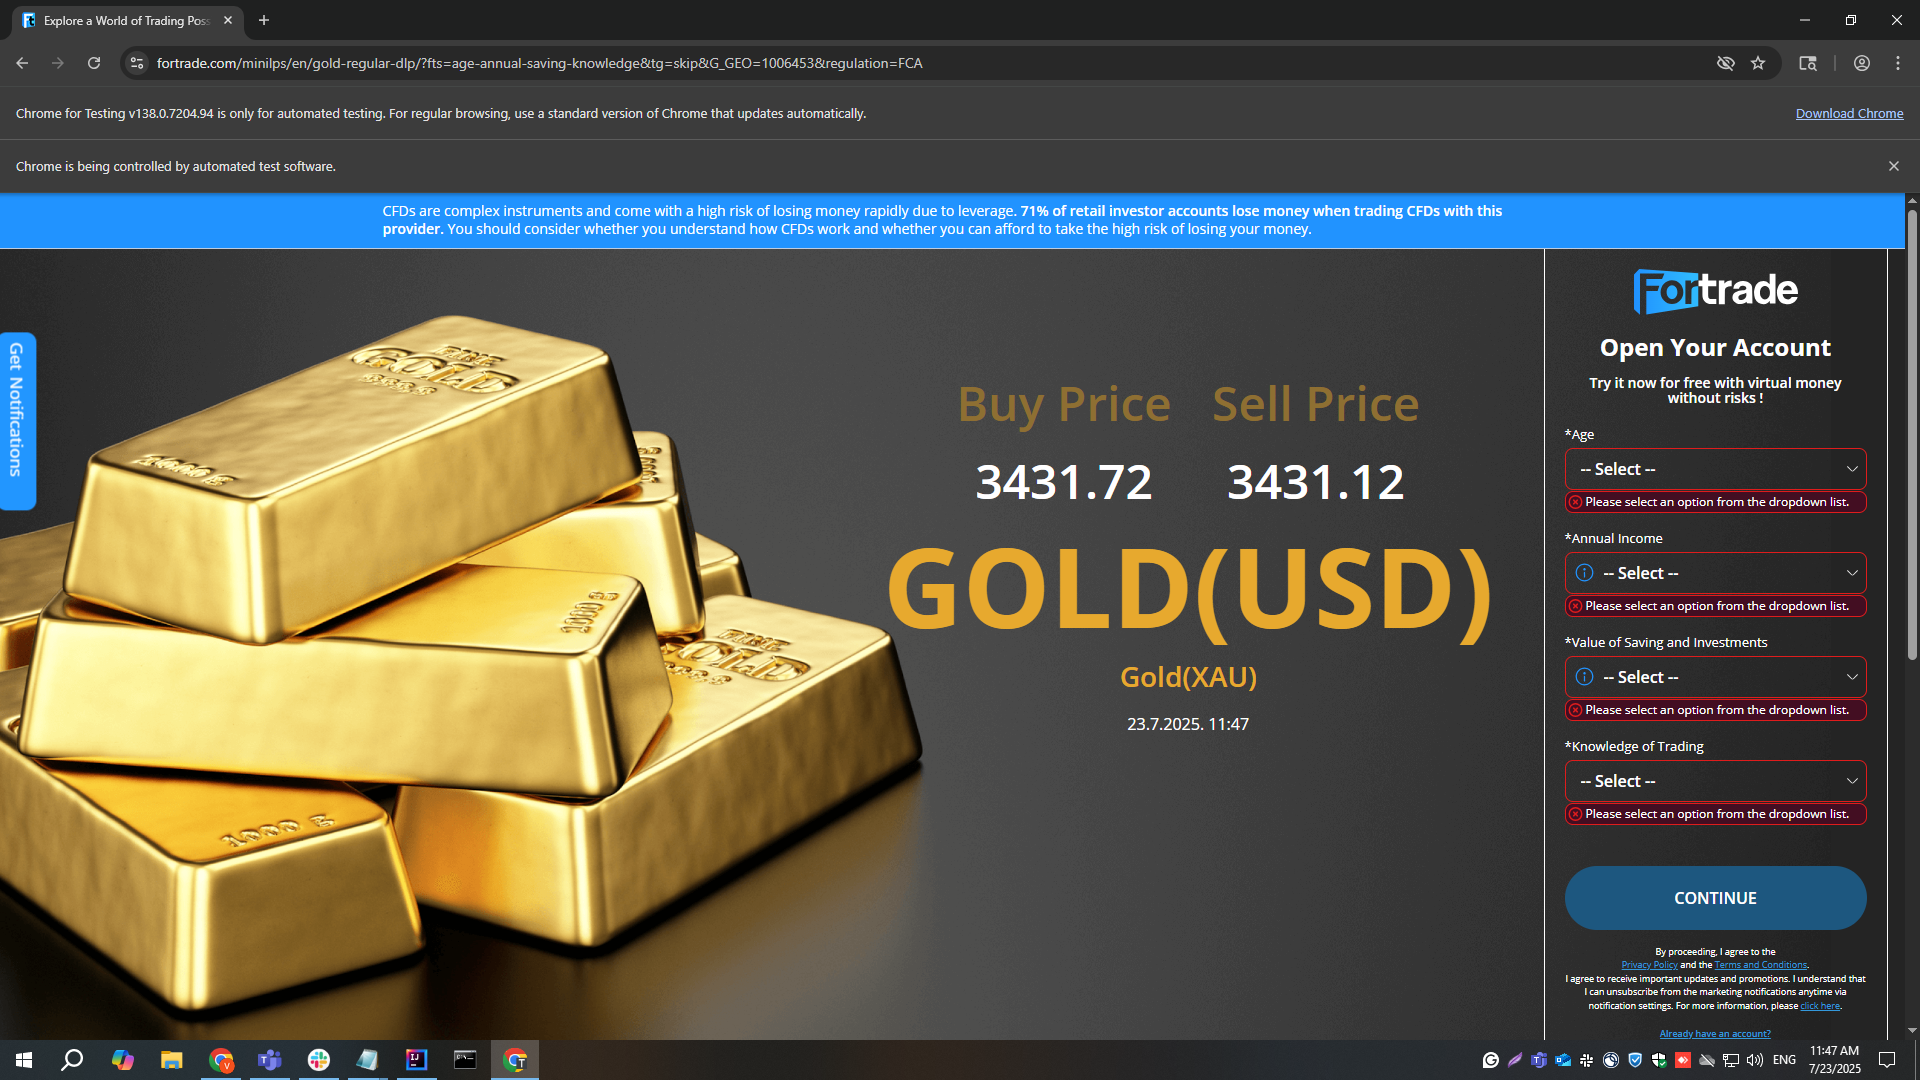 Explore a World of Trading Poss
fortrade.com/minilps/en/gold-regular-dlp/?fts=age-annual-saving-knowledge&tg=skip&G_GEO=1006453&regulation=FCA
Chrome for Testing v138.0.7204.94 is only for automated testing. For regular browsing, use a standard version of Chrome that updates automatically.
Download Chrome
Chrome is being controlled by automated test software.
CFDs are complex instruments and come with a high risk of losing money rapidly due to leverage. 71% of retail investor accounts lose money when trading CFDs with this
provider. You should consider whether you understand how CFDs work and whether you can afford to take the high risk of losing your money.
Get Notifications
FINE
GOLD
999.9
1000 g
2000 g
FINE
GOLD
1000 g
Buy Price Sell Price
3431.72 3431.12
GOLD(USD)
Gold(XAU)
23.7.2025. 11:47
Fortrade
Open Your Account
Try it now for free with virtual money
without risks !
*Age
-- Select --
Please select an option from the dropdown list.
*Annual Income
-- Select --
Please select an option from the dropdown list.
*Value of Saving and Investments
-- Select --
Please select an option from the dropdown list.
*Knowledge of Trading
-- Select --
Please select an option from the dropdown list.
CONTINUE
By proceeding, I agree to the
Privacy Policy and the Terms and Conditions.
I agree to receive important updates and promotions. I understand that
I can unsubscribe from the marketing notifications anytime via
notification settings. For more information, please click here.
Already have an account?
ENG
11:47 AM
7/23/2025